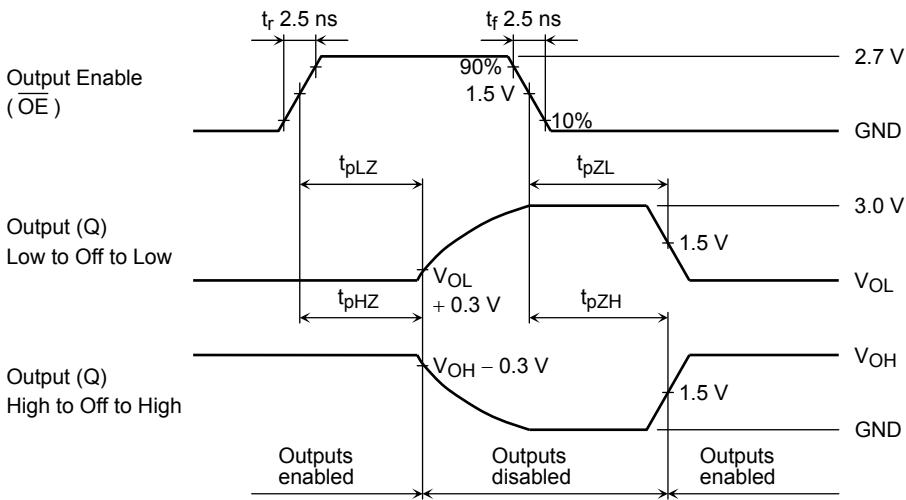 tr 2.5 ns
tf 2.5 ns
Output Enable
( OE )
90%
1.5 V
10%
2.7 V
GND
tpLZ
tpZL
Output (Q)
Low to Off to Low
3.0 V
1.5 V
VOL
+ 0.3 V
VOL
tpHZ
tpZH
Output (Q)
High to Off to High
VOH − 0.3 V
VOH
1.5 V
GND
Outputs
enabled
Outputs
disabled
Outputs
enabled